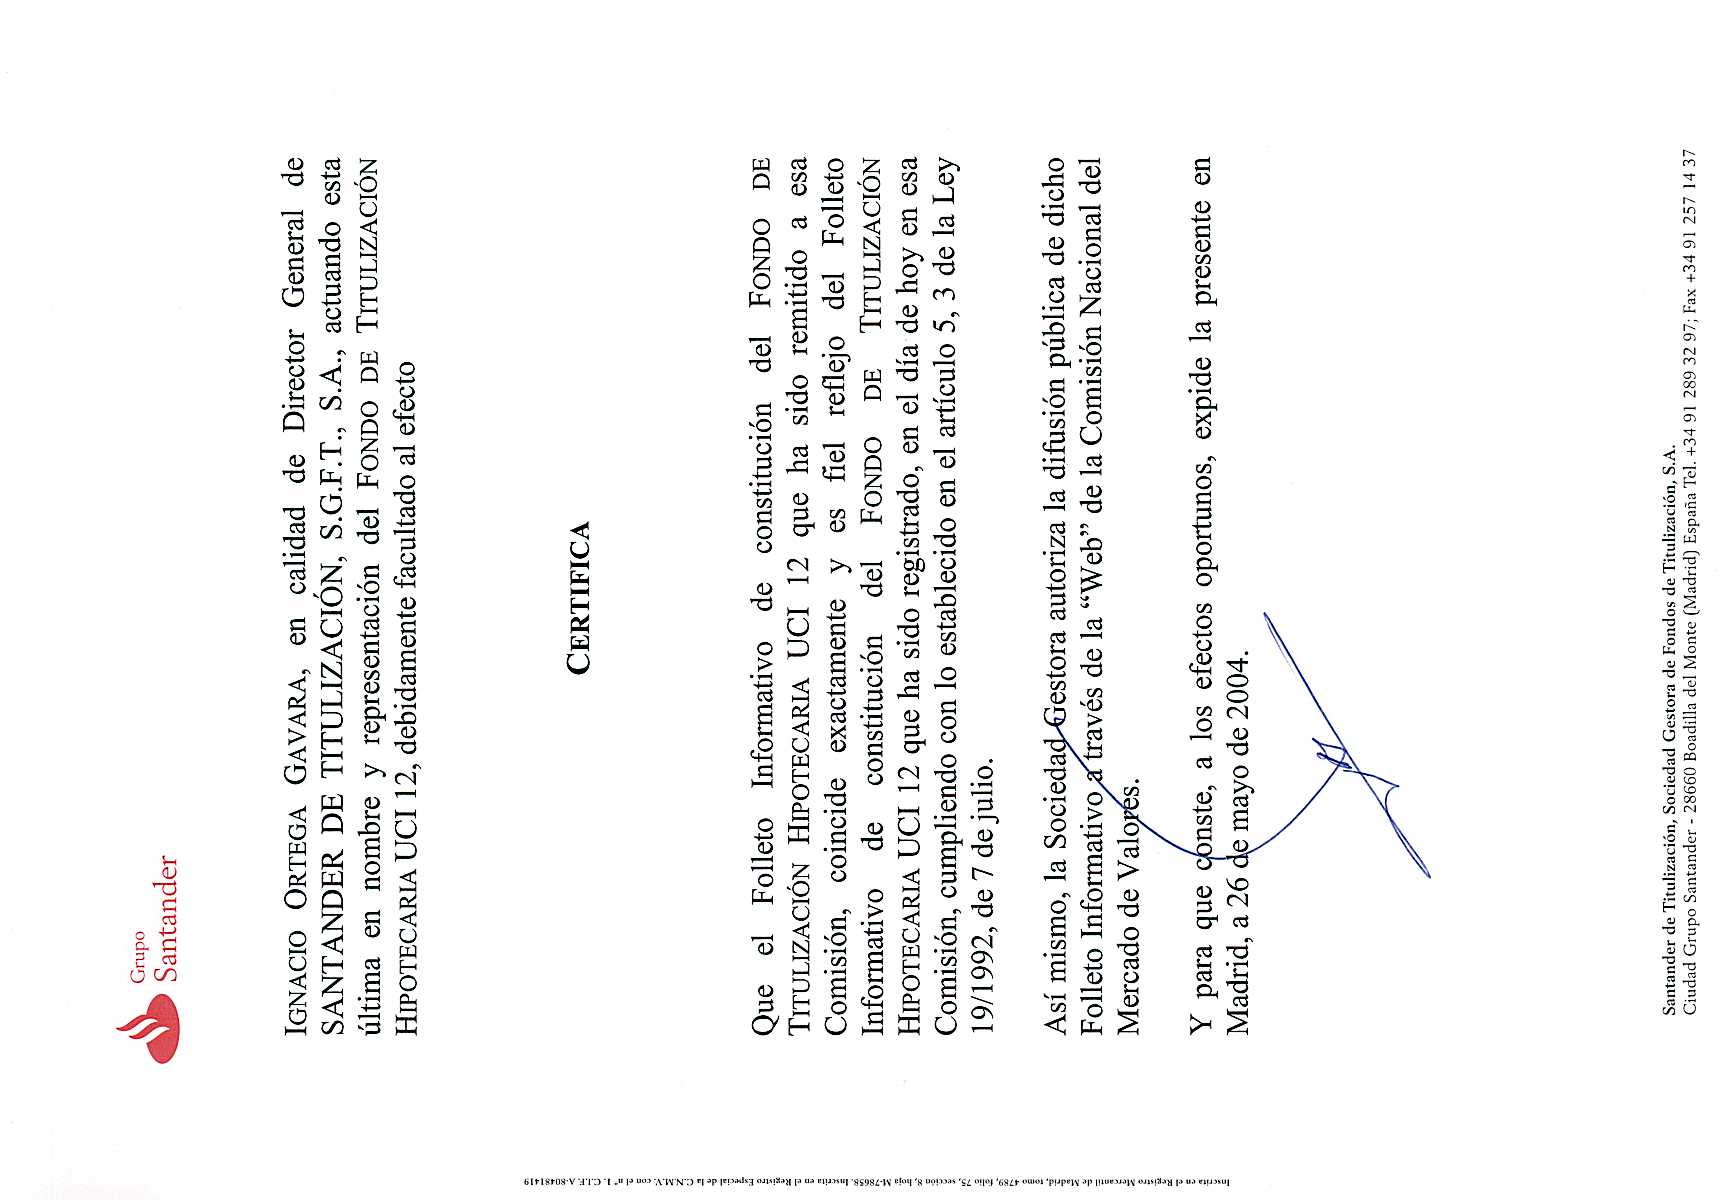 Grupo
Santander
IGNACIO ORTEGA GAVARA, en calidad de Director General de
SANTANDER DE TITULIZACIÓN, S.G.F.T., S.A., actuando esta
última en nombre y representación del FONDO DE TITULIZACIÓN
HIPOTECARIA UCI 12, debidamente facultado al efecto
CERTIFICA
Que el Folleto Informativo de constitución del FONDO DE
TITULIZACIÓN HIPOTECARIA UCI 12 que ha sido remitido a esa
Comisión, coincide exactamente y es fiel reflejo del Folleto
Informativo de constitución del FONDO DE TITULIZACIÓN
HIPOTECARIA UCI 12 que ha sido registrado, en el día de hoy en esa
Comisión, cumpliendo con lo establecido en el artículo 5, 3 de la Ley
19/1992, de 7 de julio.
Así mismo, la Sociedad Gestora autoriza la difusión pública de dicho
Folleto Informativo a través de la “Web” de la Comisión Nacional del
Mercado de Valores.
Y para que conste, a los efectos oportunos, expide la presente en
Madrid, a 26 de mayo de 2004.
Santander de Titulización, Sociedad Gestora de Fondos de Titulización, S.A.
Ciudad Grupo Santander - 28660 Boadilla del Monte (Madrid) España Tel. +34 91 289 32 97; Fax +34 91 257 14 37
Inscrita en el Registro Mercantil de Madrid, tomo 4789, folio 75, sección 8, hoja M-78658. Inscrita en el Registro Especial de la C.N.M.V. con el nº 1. C.I.F. A-80481419